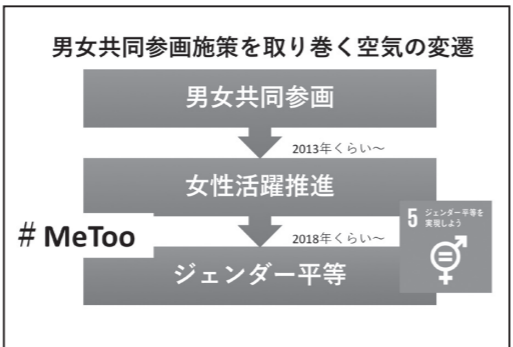 男女共同参画施策を取り巻く空気の変遷
男女共同参画
2013年くらい～
女性活躍推進
# MeToo
2018年くらい～
5 ジェンダー平等を
実現しよう
ジェンダー平等